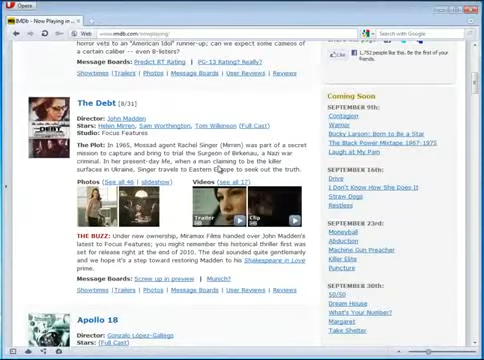 Opera
IMDb - Now Playing in ...
Web
www.imdb.com/nowplaying/
Search with Google
horror vets to an "American Idol" runner-up; can we expect some cameos of
a certain caliber... even 8-letters?
Message Boards: Predict RT Rating | PG-13 Rating? Really?
Showtimes | Trailers | Photos | Message Boards | User Reviews | Reviews
Like
1,752 people like this. Be the first of your friends.
The Debt [8/31]
Director: John Madden
Stars: Helen Mirren, Sam Worthington, Tom Wilkinson (Full Cast)
Studio: Focus Features
The Plot: In 1965, Mossad agent Rachel Singer (Mirren) was part of a secret
mission to capture and bring to trial the Surgeon of Birkenau, a Nazi war
criminal. In her present-day life, when a man claiming to be the killer
surfaces in Ukraine, Singer travels to Eastern Europe to seek out the truth.
Photos (See all 46 | slideshow)
Videos (see all 17)
Trailer
Clip
THE BUZZ: Under new ownership, Miramax Films handed over John Madden's
latest to Focus Features; you might remember this historical thriller first was
set for release right at the end of 2010. The deal sounded quite gentlemanly
and we hope it's a step toward restoring Madden to his Shakespeare in Love
prime.
Screw up in preview | Munich?
Showtimes | Trailers | Photos | Message Boards | User Reviews | Reviews
Apollo 18
Director: Gonzalo López-Gallego
Stars: (Full Cast)
Coming Soon
SEPTEMBER 9TH:
Contagion
Warrior
Bucky Larson: Born to Be a Star
The Black Power Mixtape 1967-1975
Laugh at My Pain
SEPTEMBER 16TH:
Drive
I Don't Know How She Does It
Straw Dogs
Restless
SEPTEMBER 23RD:
Moneyball
Abduction
Machine Gun Preacher
Killer Elite
Puncture
SEPTEMBER 30TH:
50/50
Dream House
What's Your Number?
Margaret
Take Shelter